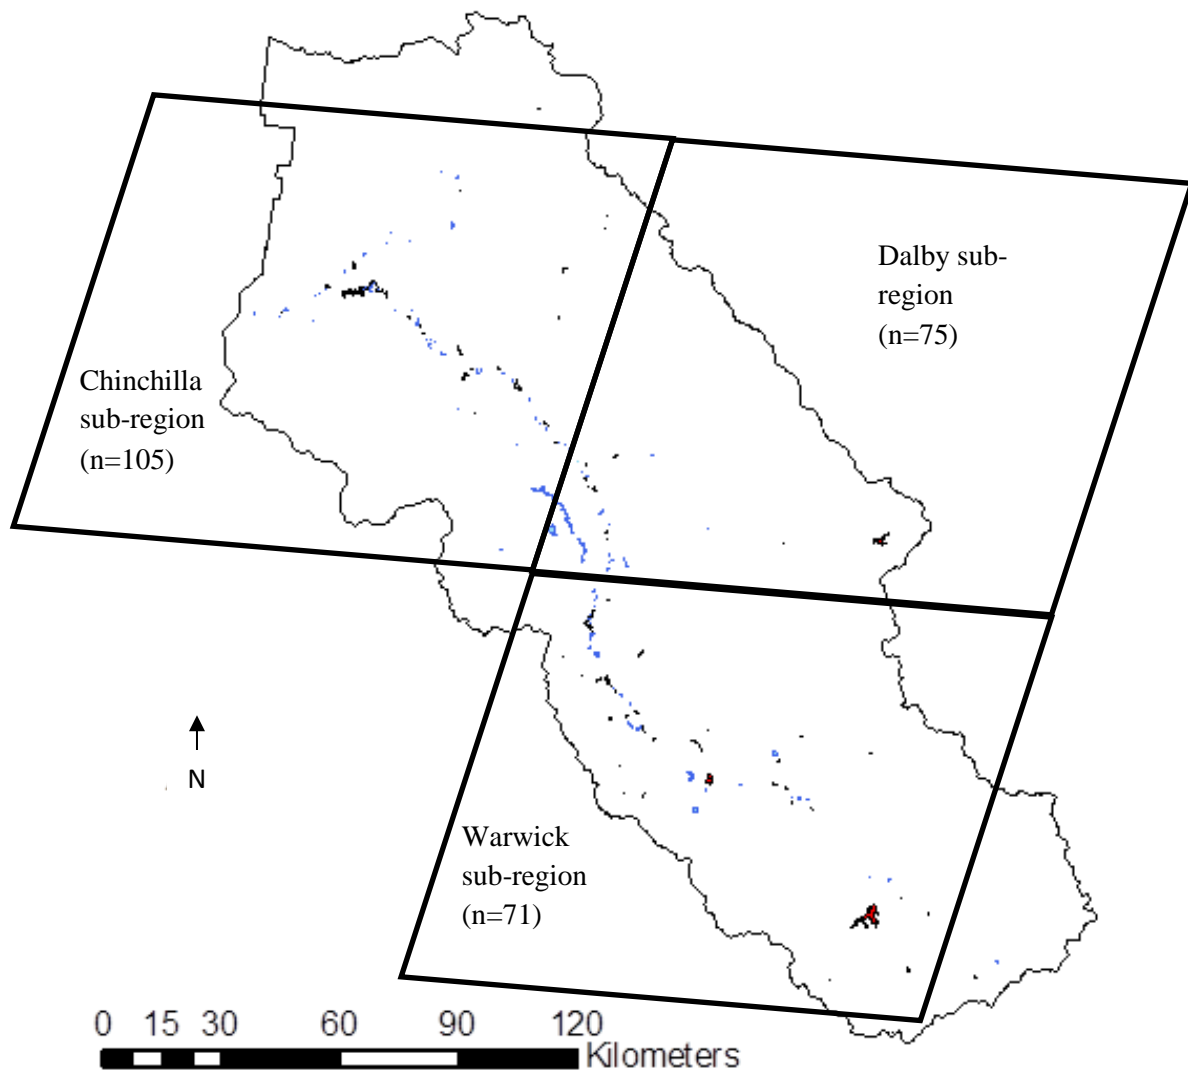 Dalby sub-
region
(n=75)
Chinchilla
sub-region
(n=105)
N
Warwick
sub-region
(n=71)
0 15 30 60 90 120
Kilometers